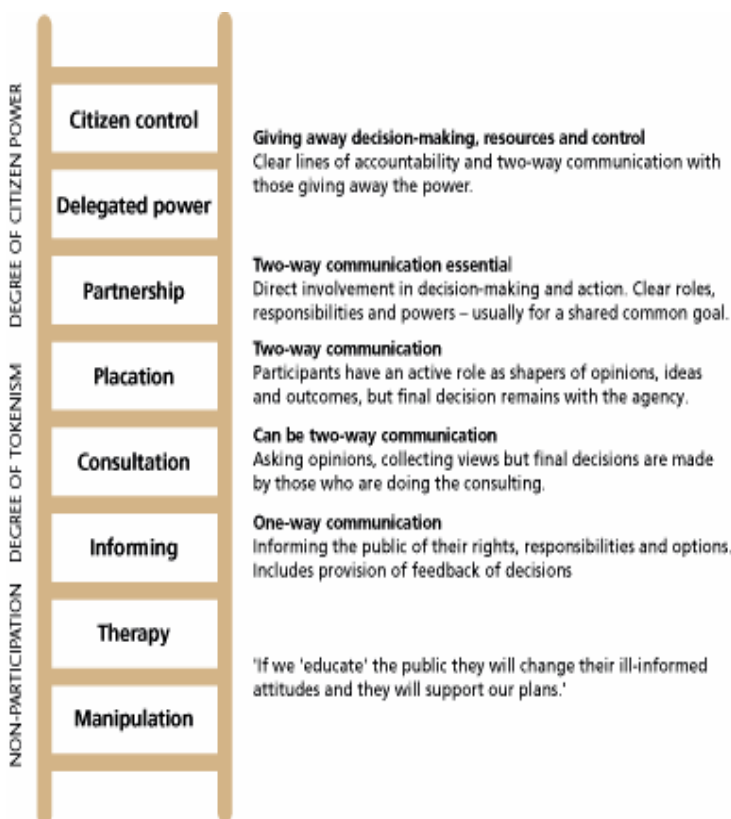 DEGREE OF CITIZEN POWER
Citizen control
Giving away decision-making, resources and control
Clear lines of accountability and two-way communication with
those giving away the power.
Delegated power
Partnership
Two-way communication essential
Direct involvement in decision-making and action. Clear roles,
responsibilities and powers – usually for a shared common goal.
DEGREE OF TOKENISM
Placation
Two-way communication
Participants have an active role as shapers of opinions, ideas
and outcomes, but final decision remains with the agency.
Consultation
Can be two-way communication
Asking opinions, collecting views but final decisions are made
by those who are doing the consulting.
Informing
One-way communication
Informing the public of their rights, responsibilities and options.
Includes provision of feedback of decisions
NON-PARTICIPATION
Therapy
'If we 'educate' the public they will change their ill-informed
attitudes and they will support our plans.'
Manipulation